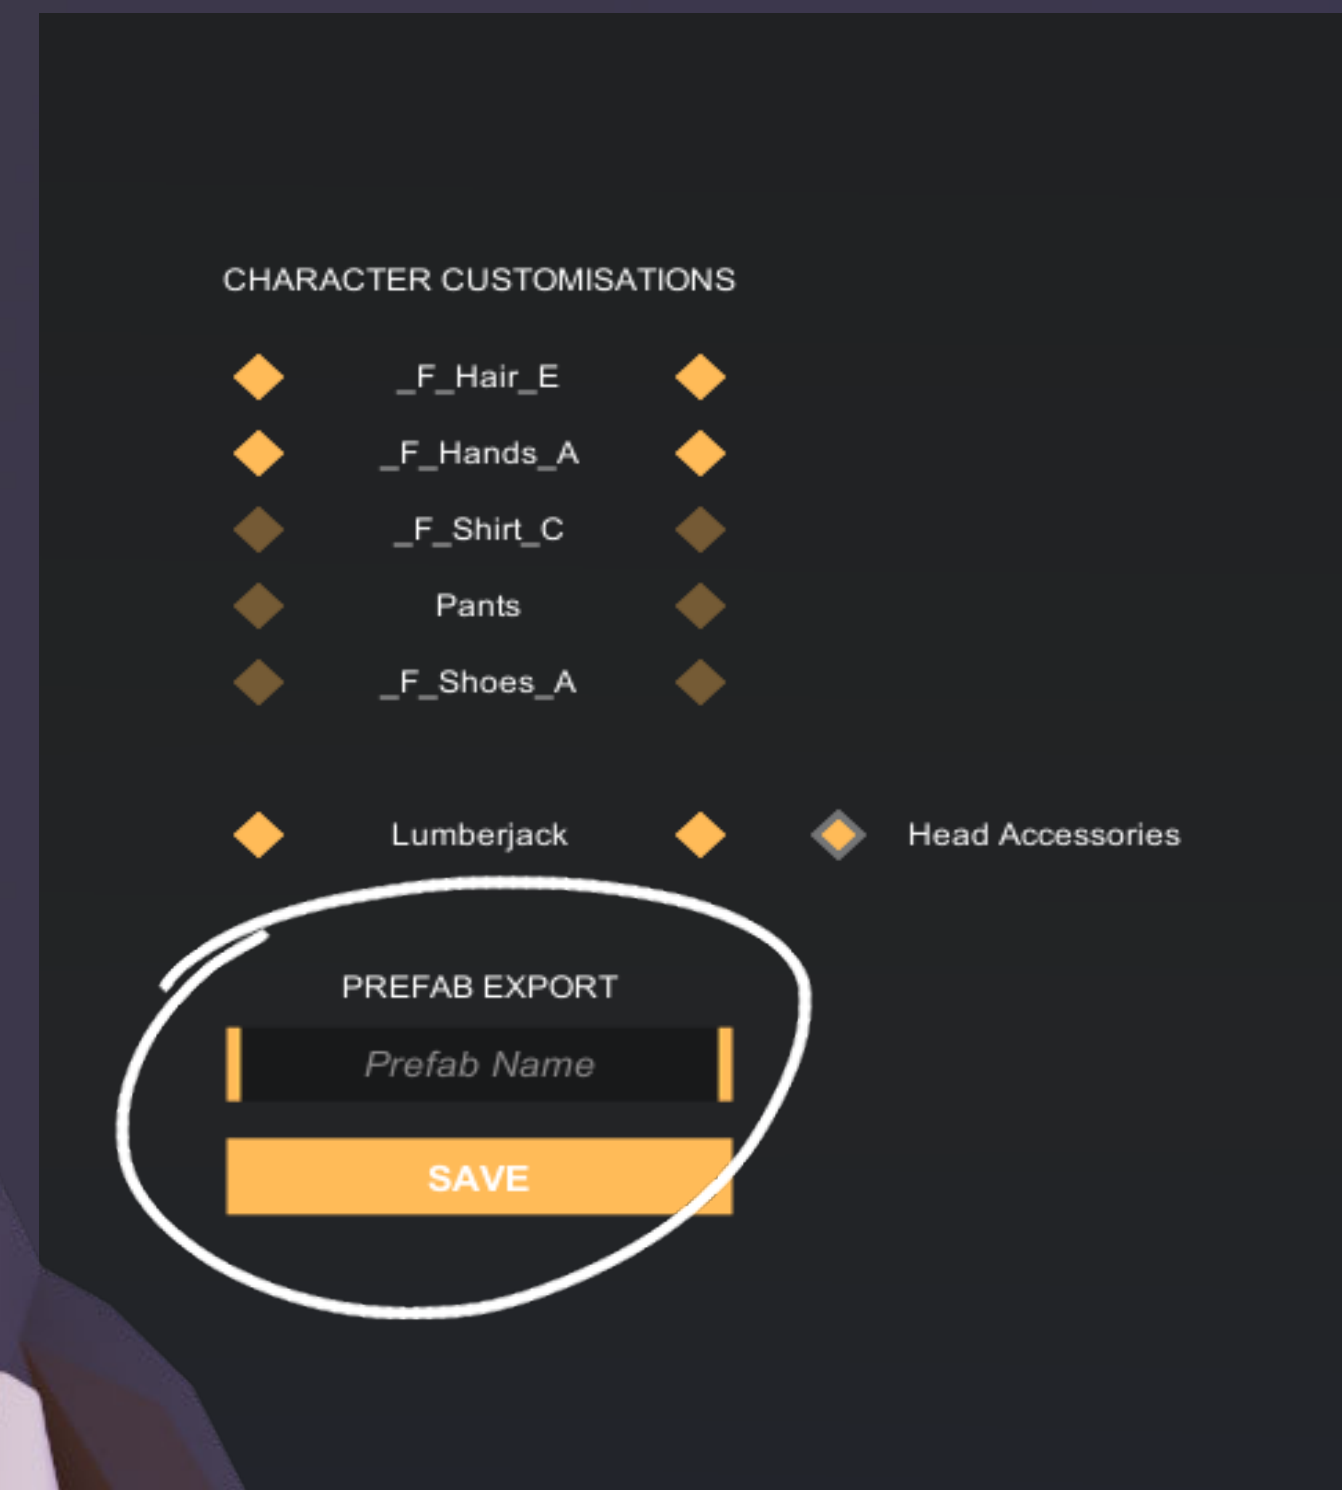 CHARACTER CUSTOMISATIONS
_F_Hair_E
_F_Hands_A
_F_Shirt_C
Pants
_F_Shoes_A
Lumberjack Head Accessories
PREFAB EXPORT
Prefab Name
SAVE